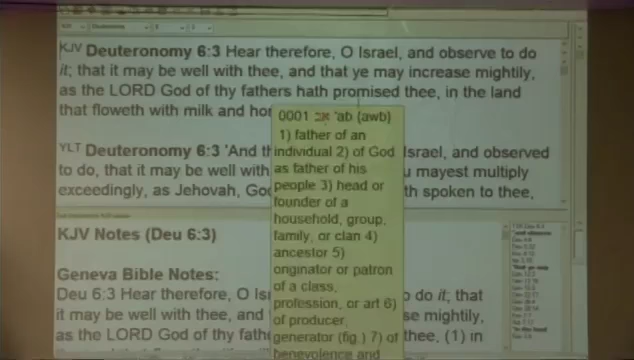 KJV Deuteronomy 6:3 Hear therefore, O Israel, and observe to do
it; that it may be well with thee, and that ye may increase mightily,
as the LORD God of thy fathers hath promised thee, in the land
that floweth with milk and hon
0001 אב 'ab {awb}
1) father of an
individual 2) of God
as father of his
people 3) head or
founder of a
household, group,
family, or clan 4)
ancestor 5)
originator or patron
of a class,
profession, or art 6)
of producer,
generator (fig.) 7) of
benevolence and
YLT Deuteronomy 6:3 'And th Israel, and observed
to do, that it may be well with u mayest multiply
exceedingly, as Jehovah, Go th spoken to thee,
KJV Notes (Deu 6:3)
Geneva Bible Notes:
Deu 6:3 Hear therefore, O Isr o do it; that
it may be well with thee, and se mightily,
as the LORD God of thy fath thee, (1) in